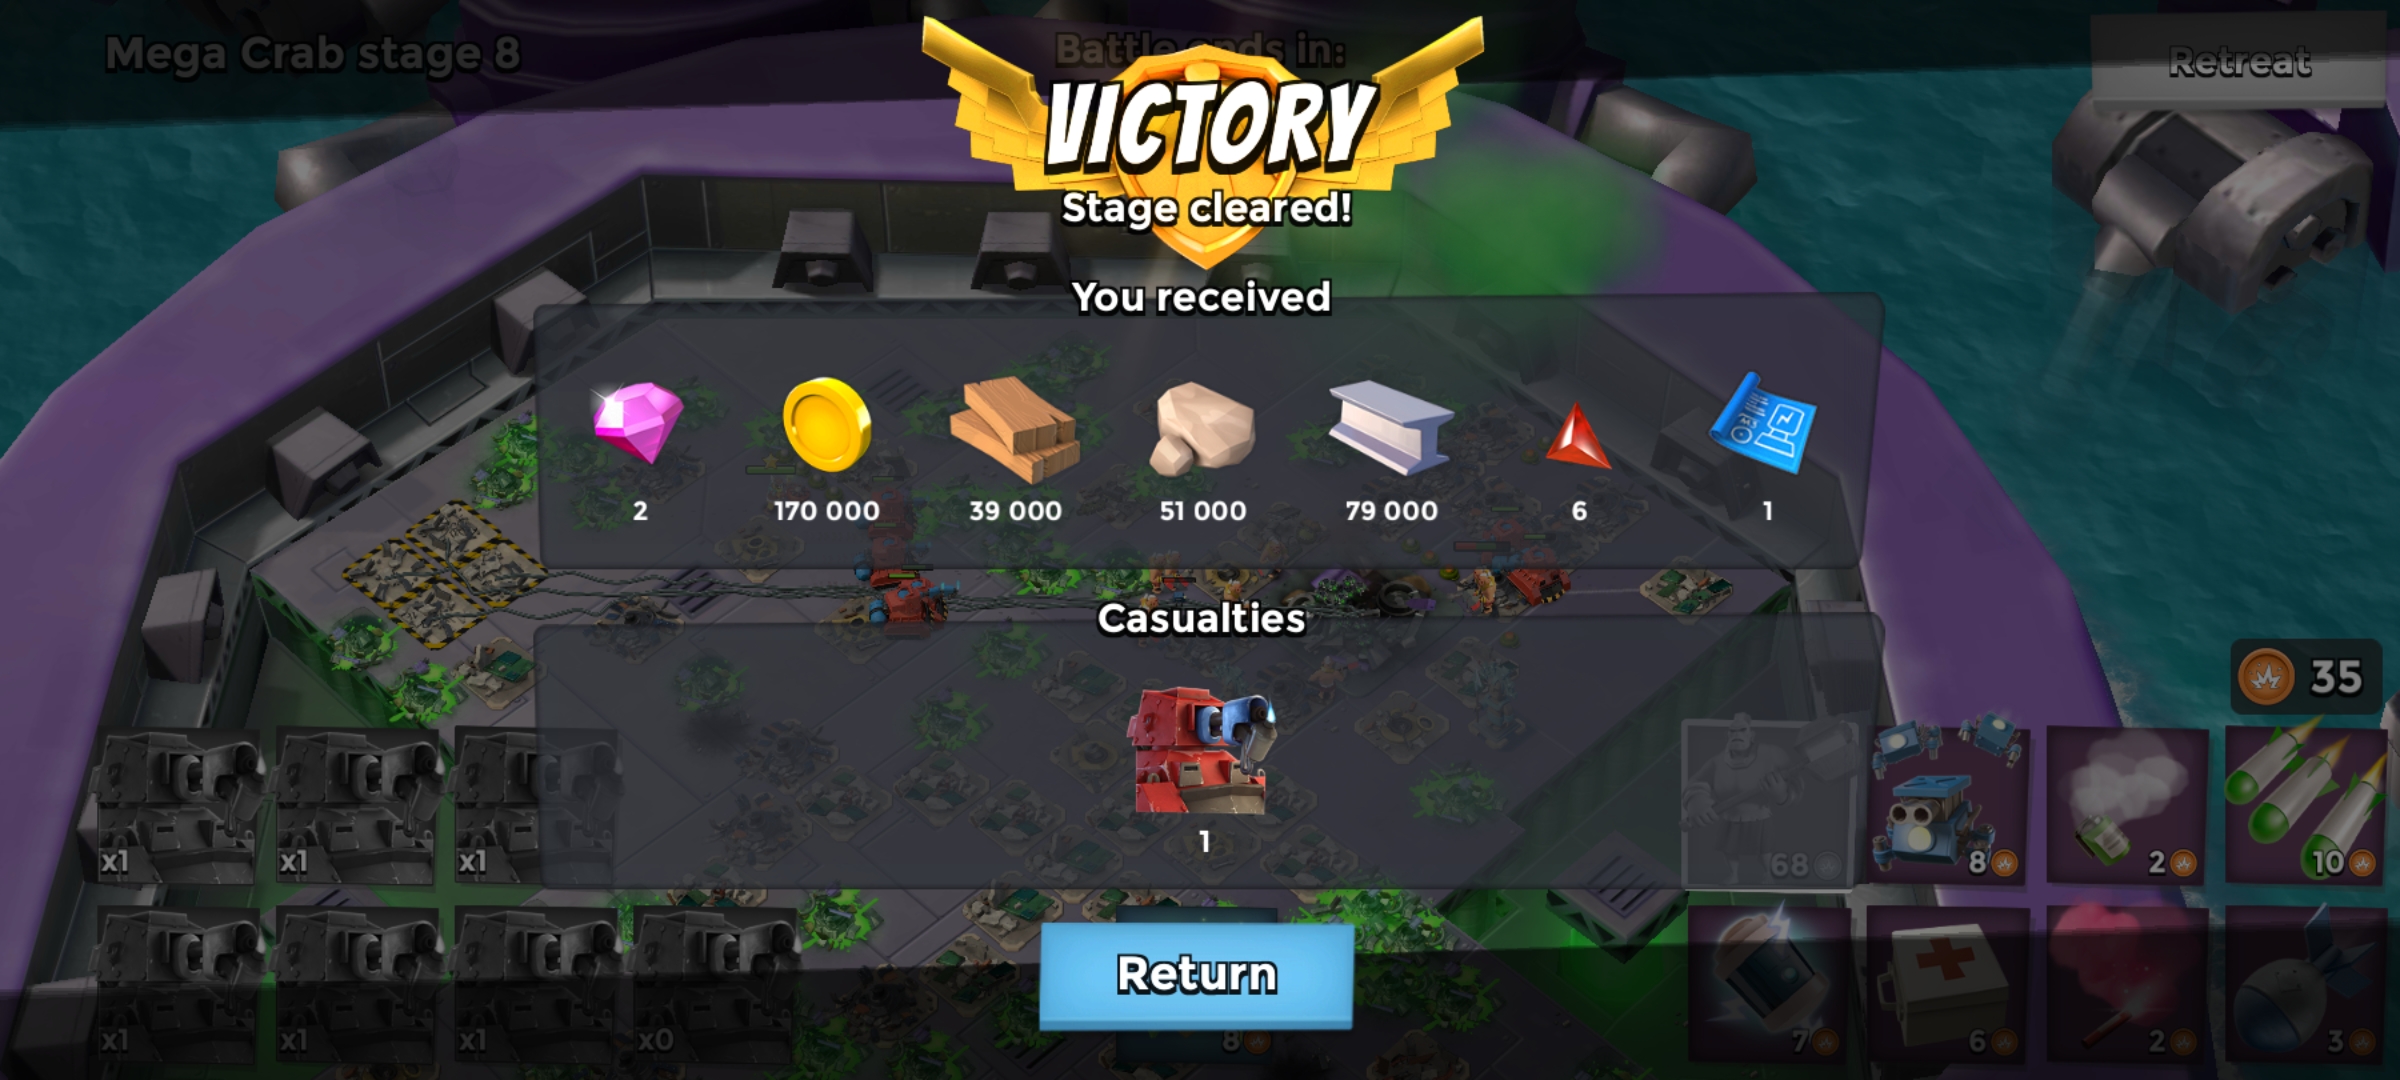 Mega Crab stage 8
Battle ends in:
Retreat
VICTORY
Stage cleared!
You received
2
170 000
39 000
51 000
79 000
6
1
Casualties
1
35
x1
x1
x1
68
8
2
10
x1
x1
x1
x0
8
7
6
2
3
Return